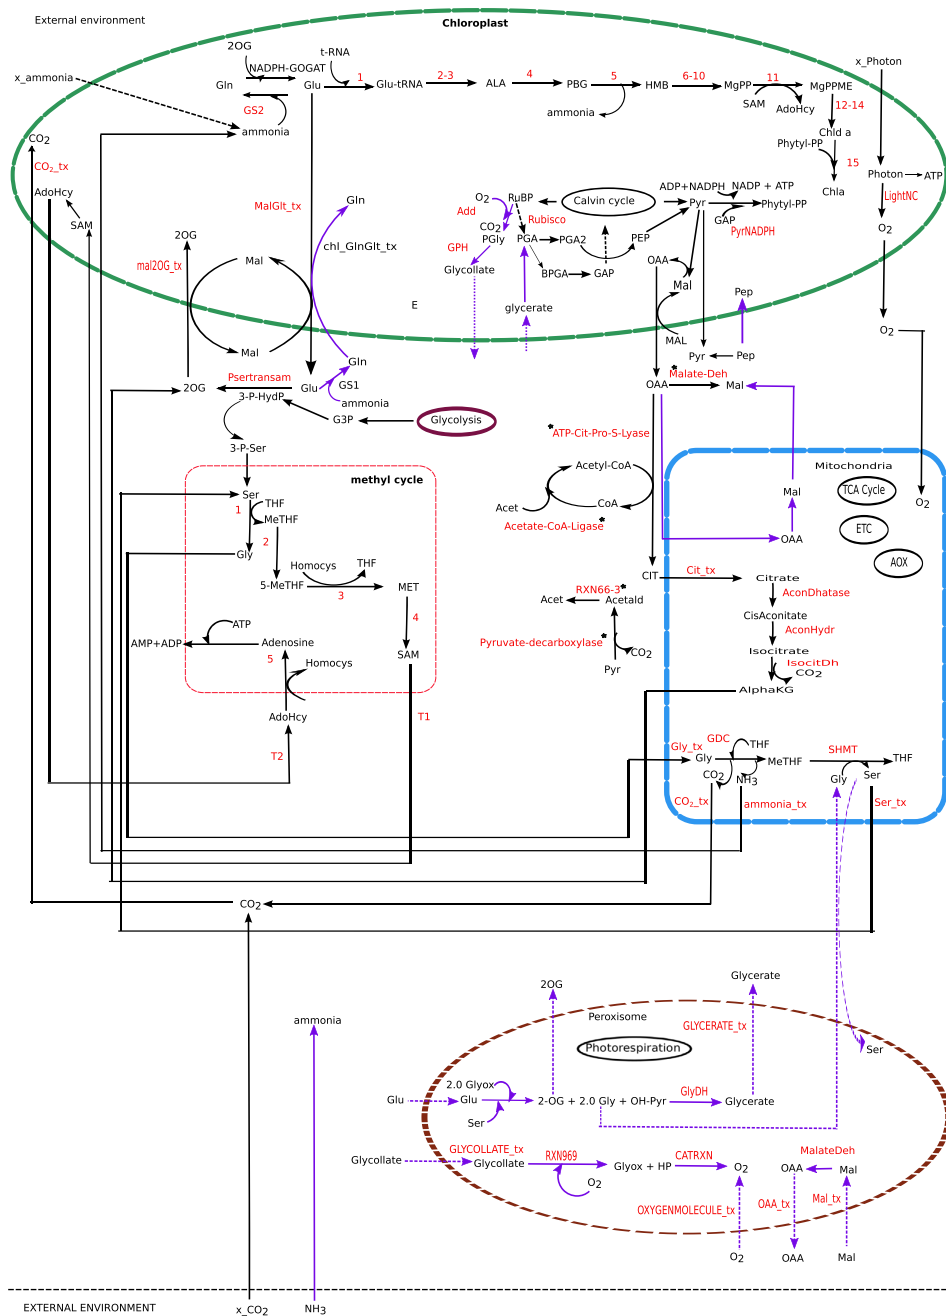 External environment
Chloroplast
2OG
t-RNA
NADPH-GOGAT
x_ammonia
Gln
Glu
1
Glu-tRNA
2-3
ALA
4
PBG
5
HMB
6-10
MgPP
11
MgPPME
x_Photon
GS2
ammonia
ammonia
SAM
AdoHcy
12-14
Chld a
Phytyl-PP
15
Chla
CO2
CO2_tx
AdoHcy
SAM
Photon
ATP
LightNC
O2
O2
MalGlt_tx
Gln
chl_GlnGlt_tx
2OG
mal2OG_tx
Mal
Mal
E
O2
RuBP
Add
CO2
Rubisco
PGly
GPH
PGA
PGA2
Glycollate
BPGA
GAP
glycerate
Calvin cycle
PEP
ADP+NADPH
NADP + ATP
Pyr
GAP
Phytyl-PP
PyrNADPH
OAA
Mal
MAL
Pep
Pyr
Pep
Gln
GS1
ammonia
Psertransam
2OG
Glu
3-P-HydP
G3P
Glycolysis
3-P-Ser
OAA
*
Malate-Deh
Mal
*ATP-Cit-Pro-S-Lyase
Acetyl-CoA
CoA
Acet
Acetate-CoA-Ligase*
methyl cycle
Ser
1
THF
MeTHF
2
Gly
Homocys
THF
5-MeTHF
3
MET
4
SAM
ATP
AMP+ADP
Adenosine
5
Homocys
AdoHcy
T1
T2
Mitochondria
TCA Cycle
ETC
AOX
O2
Mal
OAA
CIT
Cit_tx
Citrate
AconDhatase
CisAconitate
AconHydr
Isocitrate
IsocitDh
CO2
AlphaKG
RXN66-3*
Acet
Acetald
Pyruvate-decarboxylase*
CO2
Pyr
Gly_tx
GDC
Gly
THF
MeTHF
CO2
NH3
SHMT
THF
Gly
Ser
CO2_tx
ammonia_tx
Ser_tx
CO2
2OG
Glycerate
Peroxisome
GLYCERATE_tx
ammonia
Photorespiration
Ser
2.0 Glyox
Glu
Glu
2-OG + 2.0 Gly + OH-Pyr
GlyDH
Glycerate
Ser
GLYCOLLATE_tx
Glycollate
Glycollate
RXN969
Glyox + HP
CATRXN
O2
O2
MalateDeh
OAA
Mal
OXYGENMOLECULE_tx
OAA_tx
Mal_tx
O2
OAA
Mal
EXTERNAL ENVIRONMENT
x_CO2
NH3